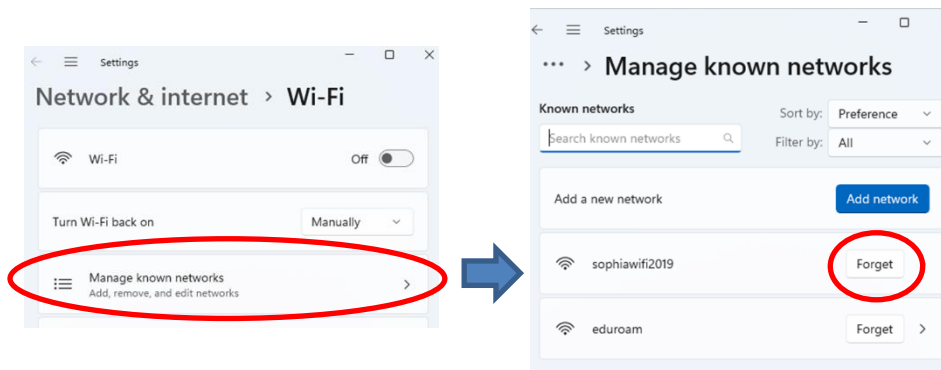 Settings
Network & internet > Wi-Fi
Wi-Fi Off
Turn Wi-Fi back on Manually
Manage known networks
Add, remove, and edit networks
Settings
... > Manage known networks
Known networks
Sort by: Preference
Search known networks
Filter by: All
Add a new network Add network
sophiawifi2019 Forget
eduroam Forget